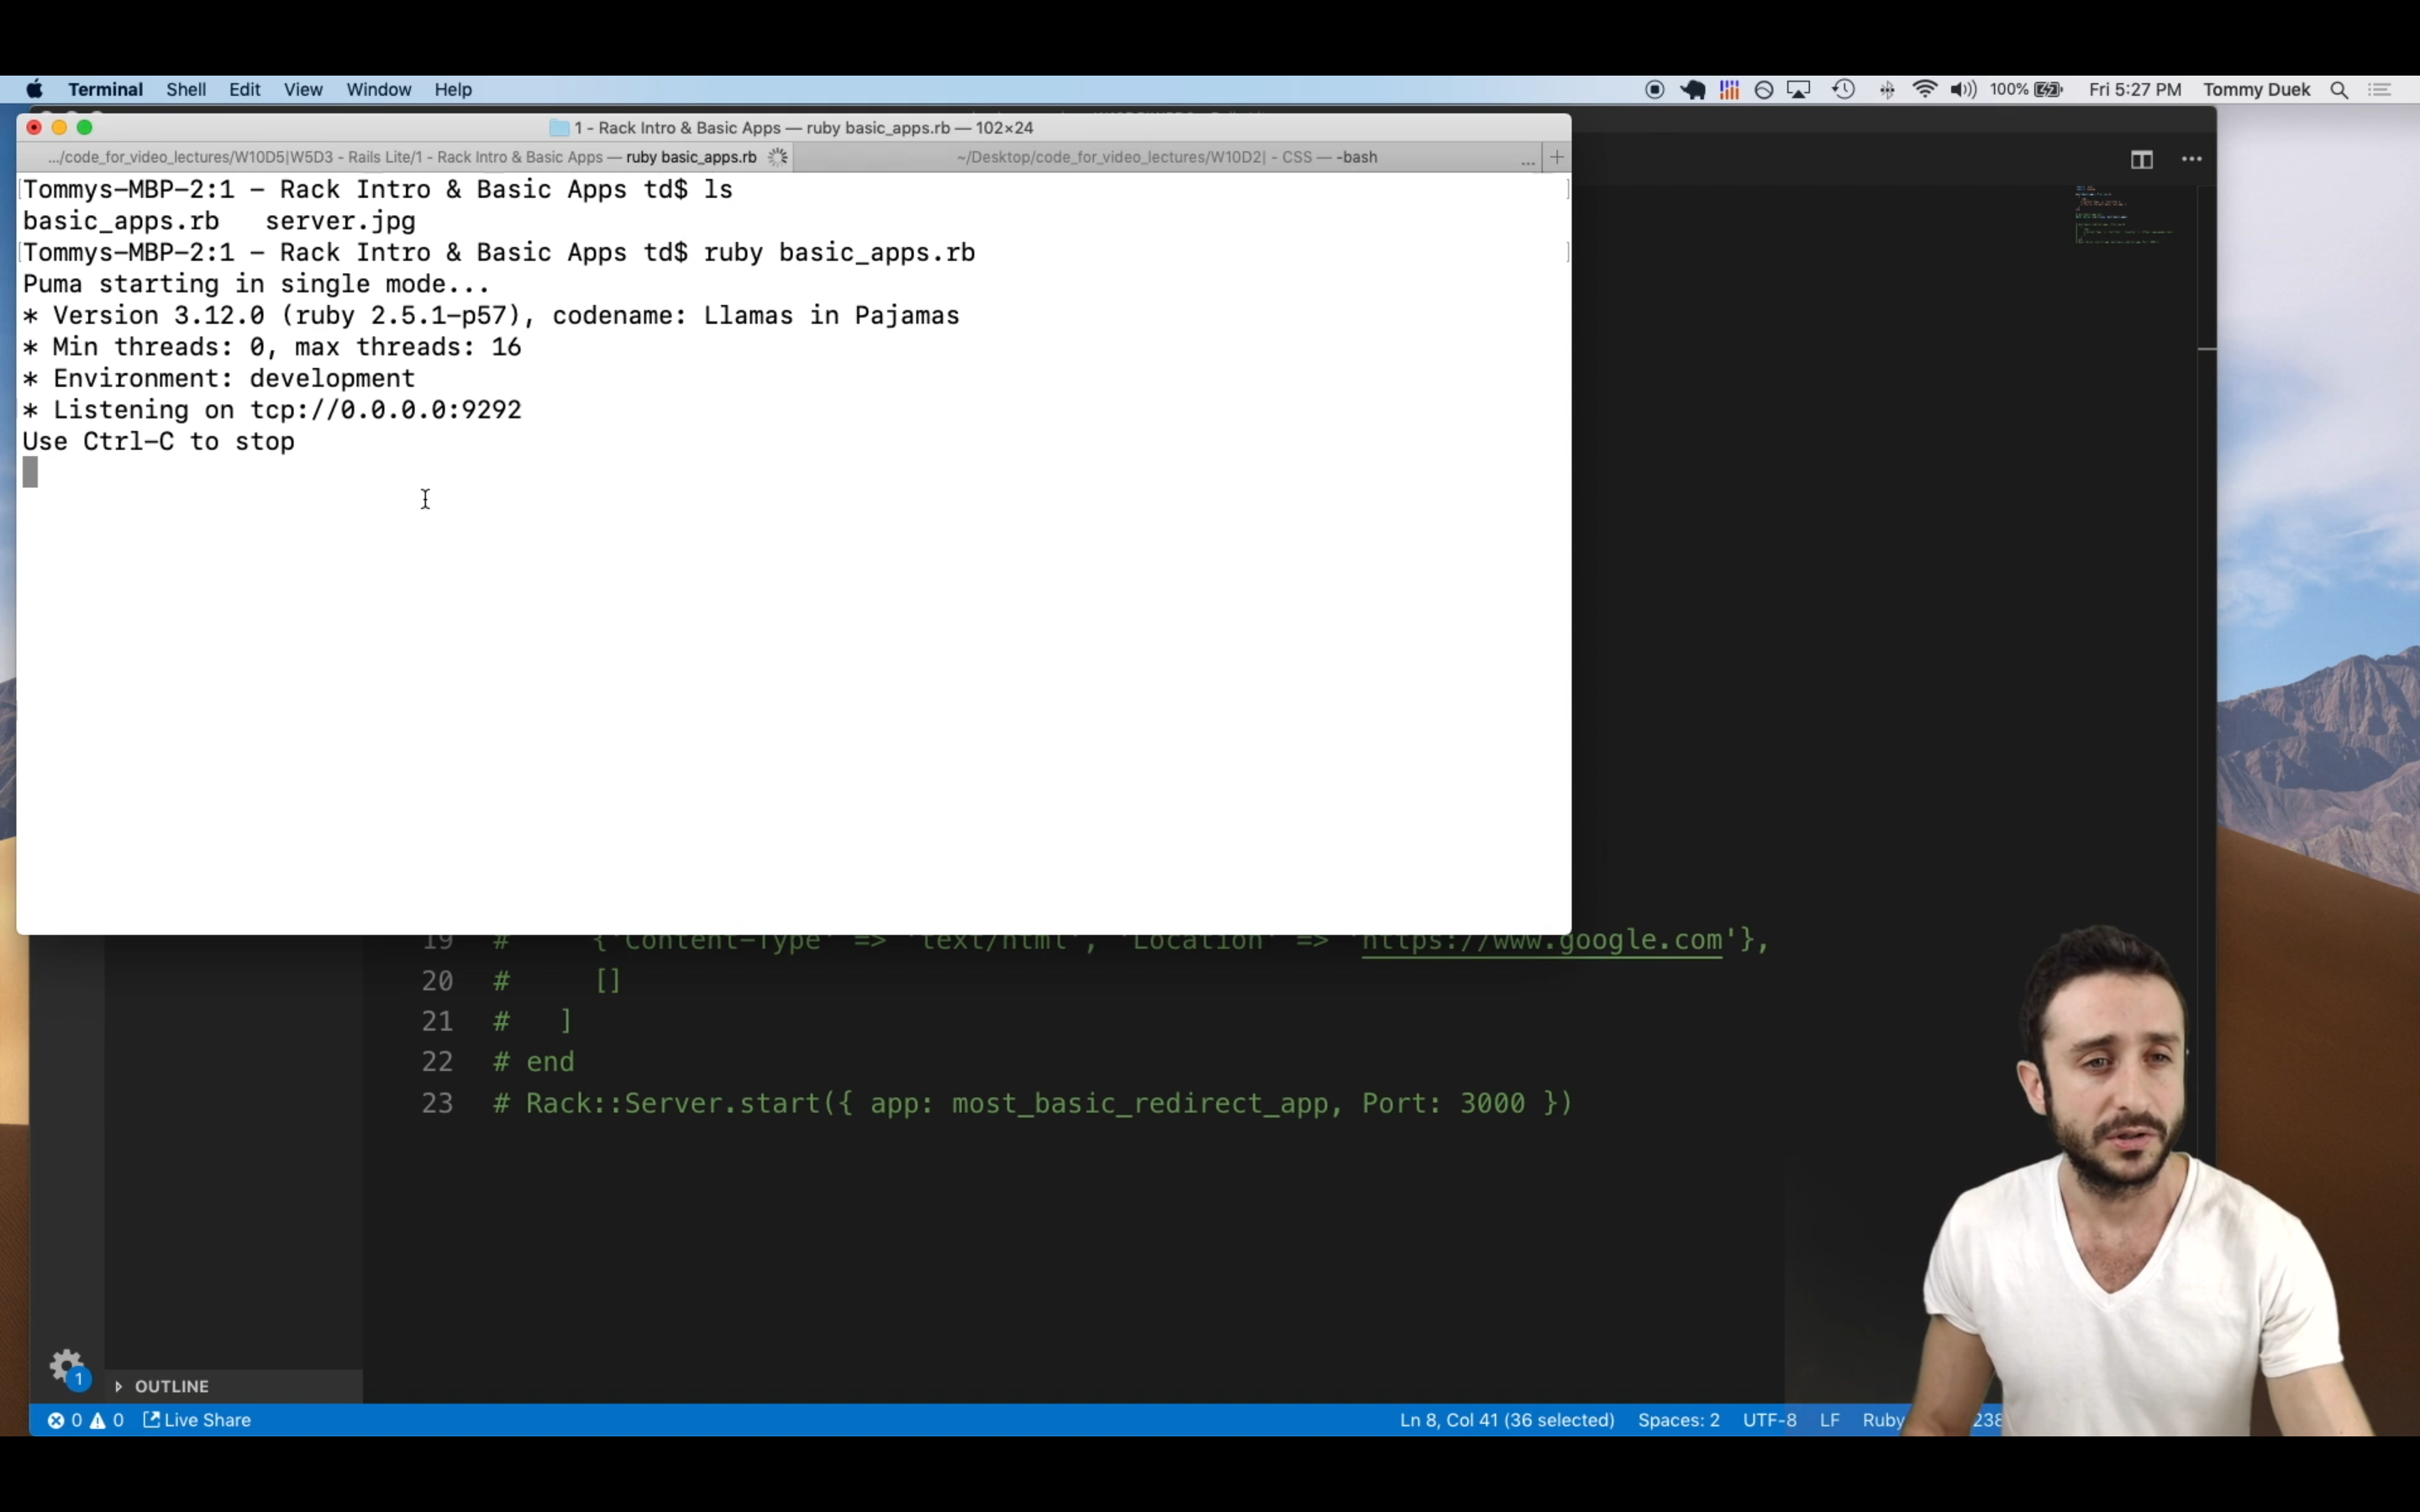 Terminal Shell Edit View Window Help 100% Fri 5:27 PM Tommy Duek
1 - Rack Intro & Basic Apps — ruby basic_apps.rb — 102×24
.../code_for_video_lectures/W10D5|W5D3 - Rails Lite/1 - Rack Intro & Basic Apps — ruby basic_apps.rb ~/Desktop/code_for_video_lectures/W10D2| - CSS — -bash ... +
Tommys-MBP-2:1 - Rack Intro & Basic Apps td$ ls
basic_apps.rb server.jpg
Tommys-MBP-2:1 - Rack Intro & Basic Apps td$ ruby basic_apps.rb
Puma starting in single mode...
* Version 3.12.0 (ruby 2.5.1-p57), codename: Llamas in Pajamas
* Min threads: 0, max threads: 16
* Environment: development
* Listening on tcp://0.0.0.0:9292
Use Ctrl-C to stop
19 # {'Content-Type' => 'text/html', 'Location' => 'https://www.google.com'},
20 # []
21 # ]
22 # end
23 # Rack::Server.start({ app: most_basic_redirect_app, Port: 3000 })
1
OUTLINE
0 0 Live Share Ln 8, Col 41 (36 selected) Spaces: 2 UTF-8 LF Ruby 238